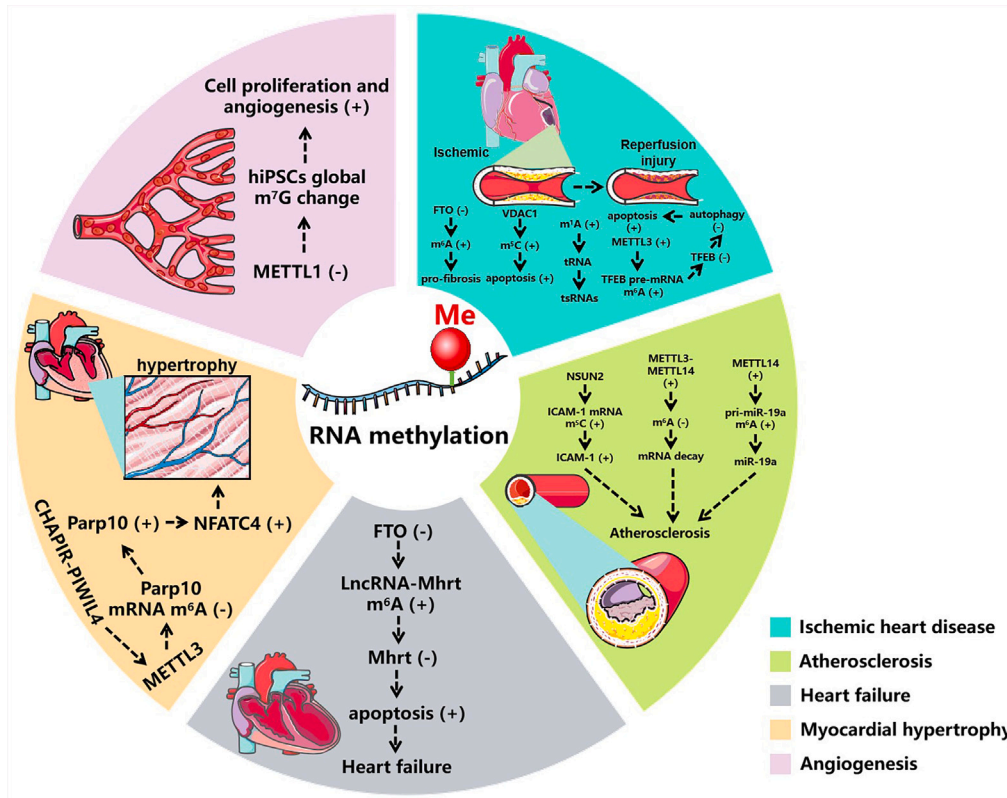 Cell proliferation and
angiogenesis (+)
hiPSCs global
m⁷G change
METTL1 (-)
Ischemic
Reperfusion
injury
FTO (-)
m⁶A (+)
pro-fibrosis
VDAC1
m⁵C (+)
apoptosis (+)
m¹A (+)
tRNA
tsRNAs
apoptosis
(+)
autophagy
(-)
METTL3 (+)
TFEB pre-mRNA
m⁶A (+)
TFEB (-)
Me
RNA methylation
NSUN2
ICAM-1 mRNA
m⁵C (+)
ICAM-1 (+)
METTL3-
METTL14
(+)
m⁶A (-)
mRNA decay
METTL14
(+)
pri-miR-19a
m⁶A (+)
miR-19a
Atherosclerosis
hypertrophy
Parp10 (+)
NFATC4 (+)
CHAPIR-PIWIL4
Parp10
mRNA m⁶A (-)
METTL3
FTO (-)
LncRNA-Mhrt
m⁶A (+)
Mhrt (-)
apoptosis (+)
Heart failure
Ischemic heart disease
Atherosclerosis
Heart failure
Myocardial hypertrophy
Angiogenesis